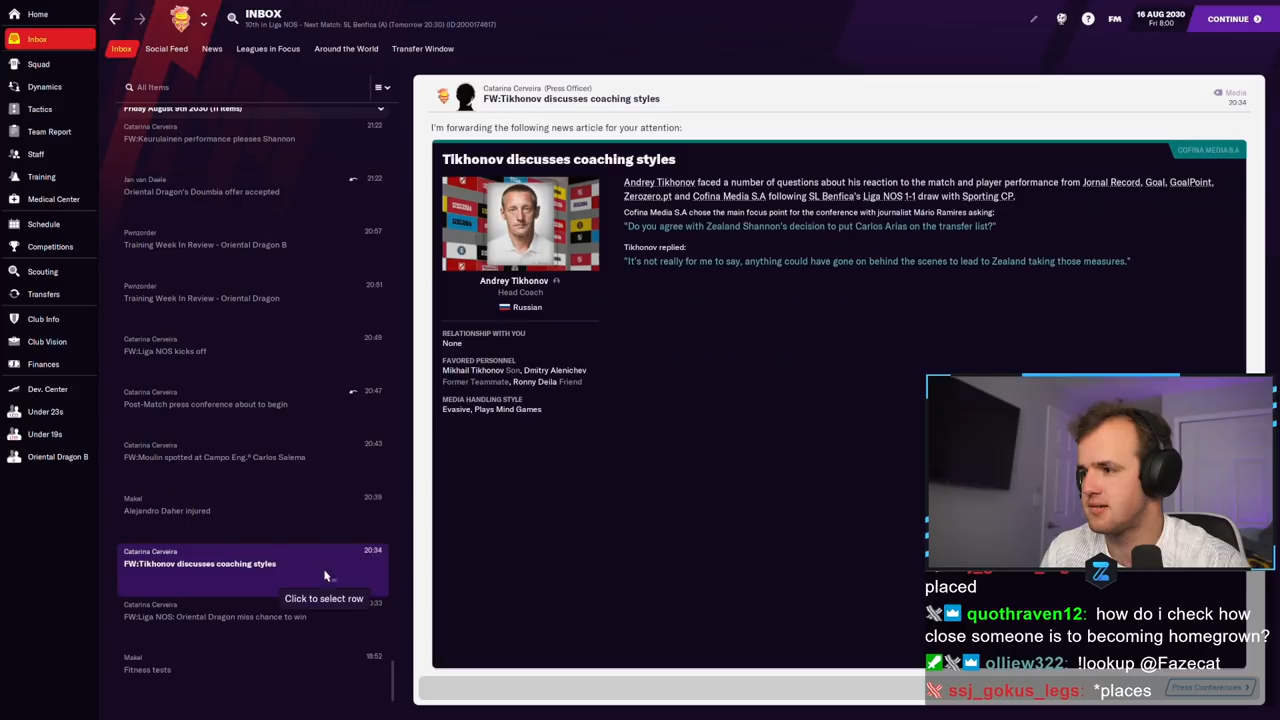 Home
Inbox
Squad
Dynamics
Tactics
Team Report
Staff
Training
Medical Center
Schedule
Competitions
Scouting
Transfers
Club Info
Club Vision
Finances
Dev. Center
Under 23s
Under 19s
Oriental Dragon B
INBOX
10th in Liga NOS - Next Match: SL Benfica (A) (Tomorrow 20:30) (ID:2000174617)
FM
16 AUG 2030
Fri 8:00
CONTINUE
Inbox
Social Feed
News
Leagues in Focus
Around the World
Transfer Window
All Items
Friday August 9th 2030 (11 items)
Catarina Cerveira 21:22
FW:Keurulainen performance pleases Shannon
Jan van Daele 21:22
Oriental Dragon's Doumbia offer accepted
Pwnzorder 20:57
Training Week In Review - Oriental Dragon B
Pwnzorder 20:51
Training Week In Review - Oriental Dragon
Catarina Cerveira 20:49
FW:Liga NOS kicks off
Catarina Cerveira 20:47
Post-Match press conference about to begin
Catarina Cerveira 20:43
FW:Moulin spotted at Campo Eng.º Carlos Salema
Makel 20:39
Alejandro Daher injured
Catarina Cerveira 20:34
FW:Tikhonov discusses coaching styles
Click to select row
Catarina Cerveira 20:33
FW:Liga NOS: Oriental Dragon miss chance to win
Makel 18:52
Fitness tests
Catarina Cerveira (Press Officer)
FW:Tikhonov discusses coaching styles
Media
20:34
I'm forwarding the following news article for your attention:
COFINA MEDIA S.A
Tikhonov discusses coaching styles
Andrey Tikhonov faced a number of questions about his reaction to the match and player performance from Jornal Record, Goal, GoalPoint,
Zerozero.pt and Cofina Media S.A following SL Benfica's Liga NOS 1-1 draw with Sporting CP.
Cofina Media S.A chose the main focus point for the conference with journalist Mário Ramires asking:
"Do you agree with Zealand Shannon's decision to put Carlos Arias on the transfer list?"
Tikhonov replied:
"It's not really for me to say, anything could have gone on behind the scenes to lead to Zealand taking those measures."
Andrey Tikhonov
Head Coach
Russian
RELATIONSHIP WITH YOU
None
FAVORED PERSONNEL
Mikhail Tikhonov Son, Dmitry Alenichev
Former Teammate, Ronny Deila Friend
MEDIA HANDLING STYLE
Evasive, Plays Mind Games
Press Conferences
placed
quothraven12: how do i check how
close someone is to becoming homegrown?
olliew322: !lookup @Fazecat
ssj_gokus_legs: *places